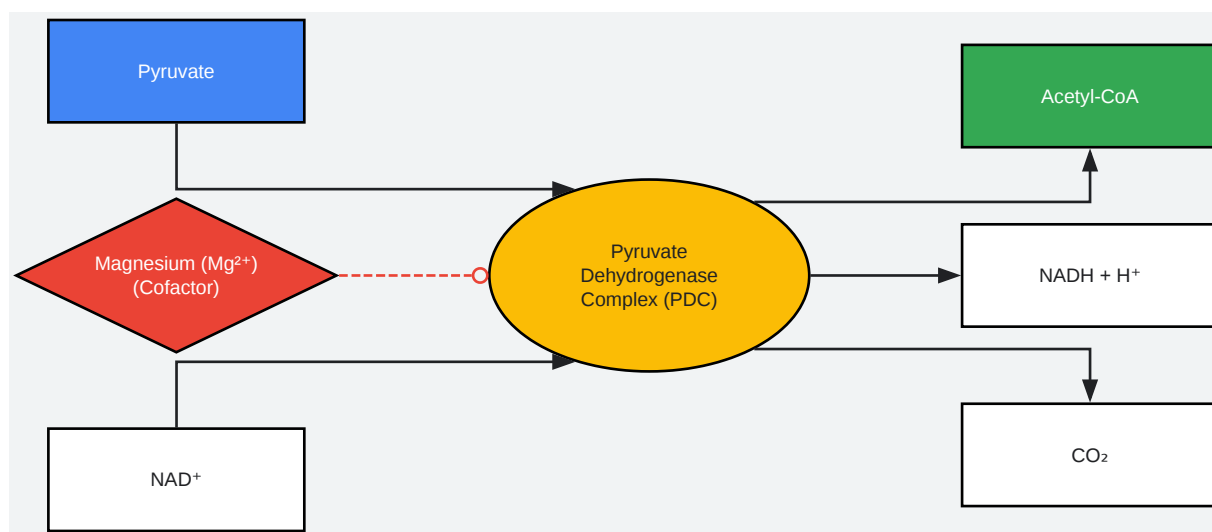 Pyruvate
Acetyl-CoA
Magnesium (Mg²⁺)
(Cofactor)
Pyruvate
Dehydrogenase
Complex (PDC)
NADH + H⁺
NAD⁺
CO₂